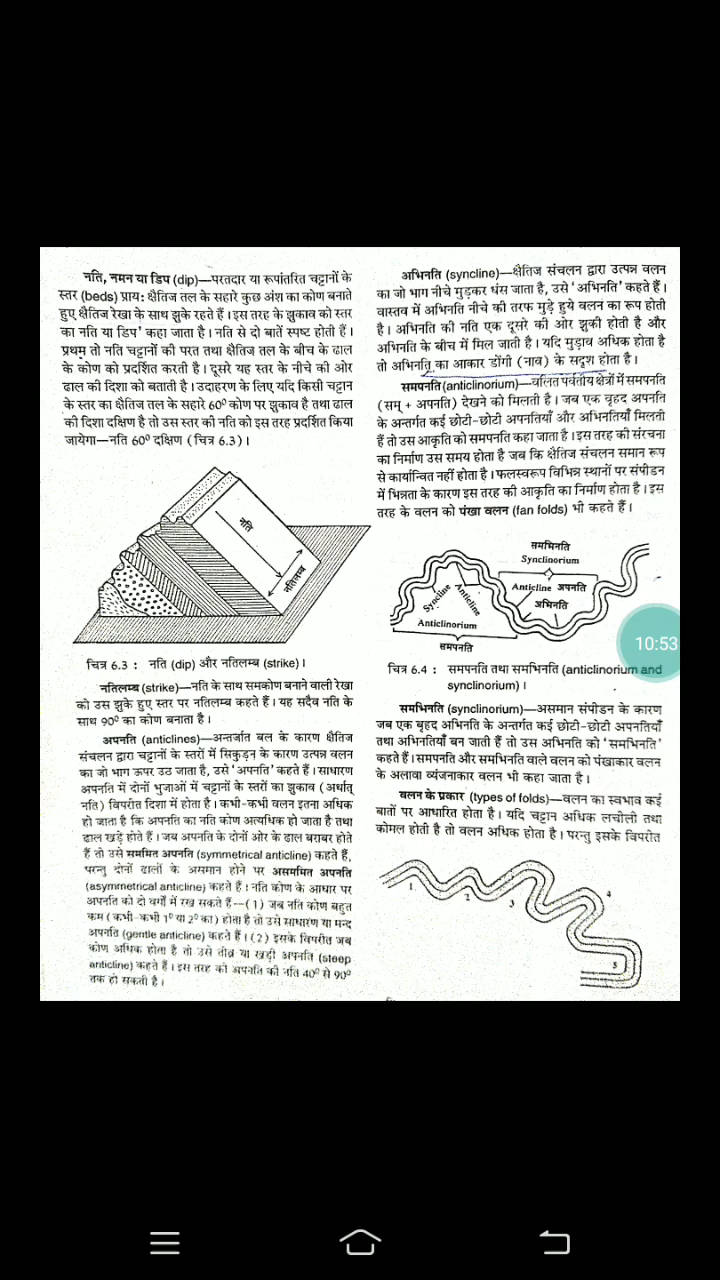 नति, नमन या डिप (dip)—परतदार या रूपांतरित चट्टानों के
स्तर (beds) प्राय: क्षैतिज तल के सहारे कुछ अंश का कोण बनाते
हुए क्षैतिज रेखा के साथ झुके रहते हैं। इस तरह के झुकाव को स्तर
का नति या डिप' कहा जाता है। नति से दो बातें स्पष्ट होती हैं।
प्रथम् तो नति चट्टानों की परत तथा क्षैतिज तल के बीच के ढाल
के कोण को प्रदर्शित करती है। दूसरे यह स्तर के नीचे की ओर
ढाल की दिशा को बताती है। उदाहरण के लिए यदि किसी चट्टान
के स्तर का क्षैतिज तल के सहारे 60⁰ कोण पर झुकाव है तथा ढाल
की दिशा दक्षिण है तो उस स्तर की नति को इस तरह प्रदर्शित किया
जायेगा—नति 60⁰ दक्षिण (चित्र 6.3)।
नति
नतिलम्ब
चित्र 6.3 : नति (dip) और नतिलम्ब (strike)।
नतिलम्ब (strike)—नति के साथ समकोण बनाने वाली रेखा
को उस झुके हुए स्तर पर नतिलम्ब कहते हैं। यह सदैव नति के
साथ 90⁰ का कोण बनाता है।
अपनति (anticlines)—अन्तर्जात बल के कारण क्षैतिज
संचलन द्वारा चट्टानों के स्तरों में सिकुड़न के कारण उत्पन्न वलन
का जो भाग ऊपर उठ जाता है, उसे 'अपनति' कहते हैं। साधारण
अपनति में दोनों भुजाओं में चट्टानों के स्तरों का झुकाव (अर्थात्
नति) विपरीत दिशा में होता है। कभी-कभी वलन इतना अधिक
हो जाता है कि अपनति का नति कोण अत्यधिक हो जाता है तथा
ढाल खड़े होते हैं। जब अपनति के दोनों ओर के ढाल बराबर होते
हैं तो उसे सममित अपनति (symmetrical anticline) कहते हैं,
परन्तु दोनों ढालों के असमान होने पर असममित अपनति
(asymmetrical anticline) कहते हैं। नति कोण के आधार पर
अपनति को दो वर्गों में रख सकते हैं—(1) जब नति कोण बहुत
कम (कभी-कभी 1⁰ या 2⁰ का) होता है तो उसे साधारण या मन्द
अपनति (gentle anticline) कहते हैं। (2) इसके विपरीत जब
कोण अधिक होता है तो उसे तीव्र या खड़ी अपनति (steep
anticline) कहते हैं। इस तरह की अपनति की नति 40⁰ से 90⁰
तक हो सकती है।
अभिनति (syncline)—क्षैतिज संचलन द्वारा उत्पन्न वलन
का जो भाग नीचे मुड़कर धंस जाता है, उसे 'अभिनति' कहते हैं।
वास्तव में अभिनति नीचे की तरफ मुड़े हुये वलन का रूप होती
है। अभिनति की नति एक दूसरे की ओर झुकी होती है और
अभिनति के बीच में मिल जाती है। यदि मुड़ाव अधिक होता है
तो अभिनति का आकार डोंगी (नाव) के सदृश होता है।
समपनति (anticlinorium)—वलित पर्वतीय क्षेत्रों में समपनति
(सम् + अपनति) देखने को मिलती है। जब एक वृहद अपनति
के अन्तर्गत कई छोटी-छोटी अपनतियाँ और अभिनतियाँ मिलती
हैं तो उस आकृति को समपनति कहा जाता है। इस तरह की संरचना
का निर्माण उस समय होता है जब कि क्षैतिज संचलन समान रूप
से कार्यान्वित नहीं होता है। फलस्वरूप विभिन्न स्थानों पर संपीडन
में भिन्नता के कारण इस तरह की आकृति का निर्माण होता है। इस
तरह के वलन को पंखा वलन (fan folds) भी कहते हैं।
समभिनति
Synclinorium
Anticline अपनति
अभिनति
Syncline
Anticline
Anticlinorium
समपनति
10:53
चित्र 6.4 : समपनति तथा समभिनति (anticlinorium and
synclinorium)।
समभिनति (synclinorium)—असमान संपीडन के कारण
जब एक बृहद अभिनति के अन्तर्गत कई छोटी-छोटी अपनतियाँ
तथा अभिनतियाँ बन जाती हैं तो उस अभिनति को 'समभिनति'
कहते हैं। समपनति और समभिनति वाले वलन को पंखाकार वलन
के अलावा व्यंजनाकार वलन भी कहा जाता है।
वलन के प्रकार (types of folds)—वलन का स्वभाव कई
बातों पर आधारित होता है। यदि चट्टान अधिक लचीली तथा
कोमल होती है तो वलन अधिक होता है। परन्तु इसके विपरीत
1.
2
3
4
5